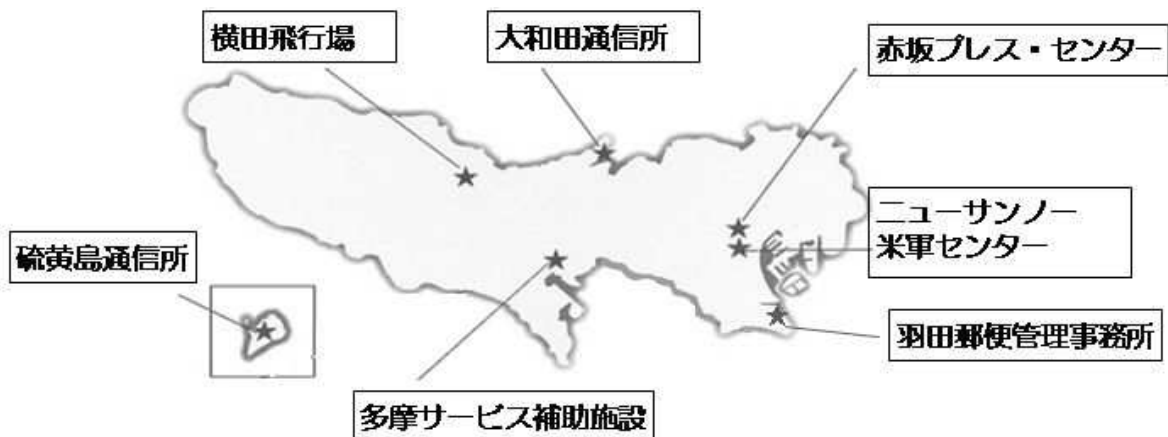 横田飛行場
大和田通信所
赤坂プレス・センター
ニューサンノー
米軍センター
硫黄島通信所
羽田郵便管理事務所
多摩サービス補助施設